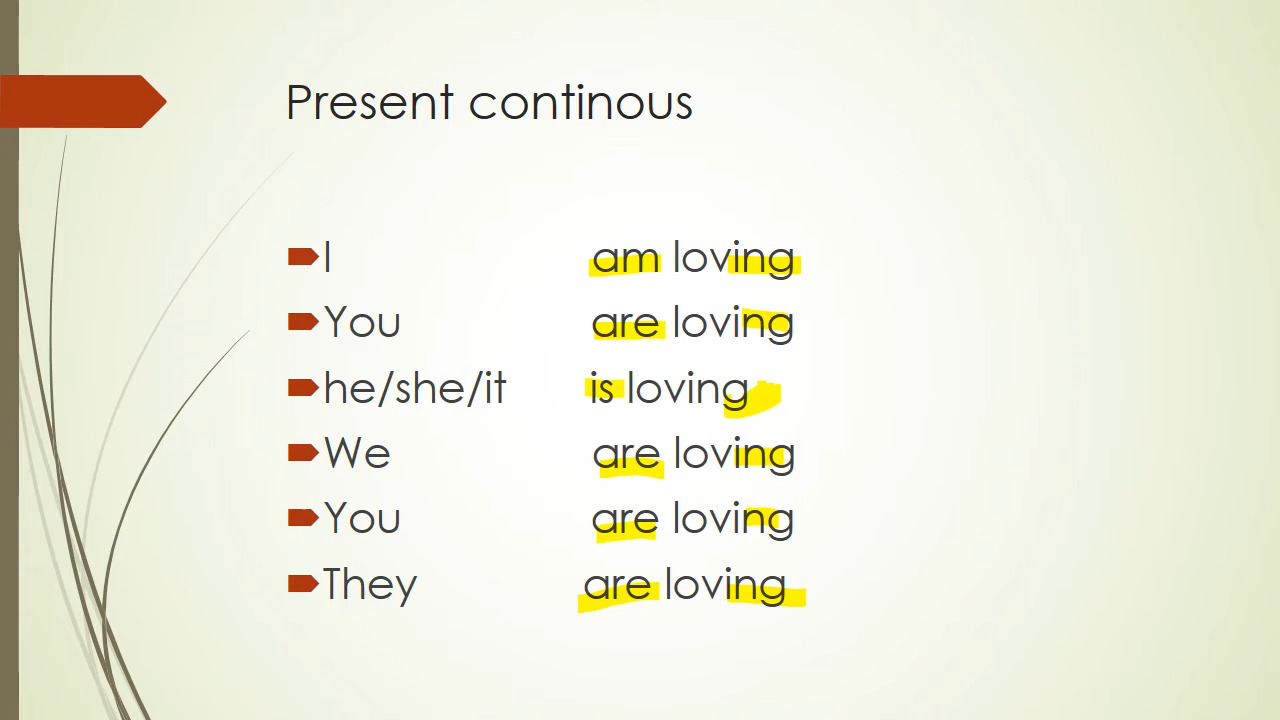 Present continous
I am loving
You are loving
he/she/it is loving
We are loving
You are loving
They are loving